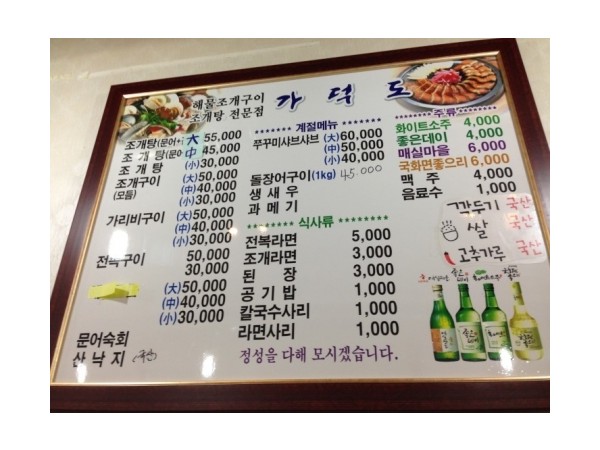 해물조개구이
조개탕 전문점
가 덕 도
조개탕(문어+ 大 55,000
조 개 탕(문어 中 45,000
조 개 탕 (小)30,000
조개구이 (大)50,000
(모듬) (中)40,000
(小)30,000
가리비구이 (大)50,000
(中)40,000
(小)30,000
전복구이 50,000
30,000
(大)50,000
(中)40,000
(小)30,000
문어숙회
산 낙 지
******* 계절메뉴 *******
쭈꾸미샤브샤브(大)60,000
(中)50,000
(小)40,000
돌장어구이(1kg) 45.000
생 새 우
과 메 기
******** 식사류 ********
전복라면 5,000
조개라면 3,000
된 장 3,000
공 기 밥 1,000
칼국수사리 1,000
라면사리 1,000
정성을 다해 모시겠습니다.
주류
화이트소주 4,000
좋은데이 4,000
매실마을 6,000
국화면좋으리 6,000
맥 주 4,000
음료수 1,000
깍두기 국산
쌀 국산
고추가루 국산